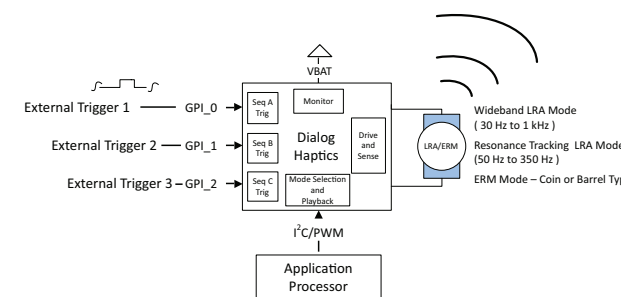 VBAT
External Trigger 1
GPI_0
Seq A
Trig
Monitor
Wideband LRA Mode
( 30 Hz to 1 kHz )
External Trigger 2
GPI_1
Seq B
Trig
Dialog
Haptics
Drive
and
Sense
LRA/ERM
Resonance Tracking LRA Mode
(50 Hz to 350 Hz )
External Trigger 3
GPI_2
Seq C
Trig
Mode Selection
and
Playback
ERM Mode – Coin or Barrel Typ
I²C/PWM
Application
Processor